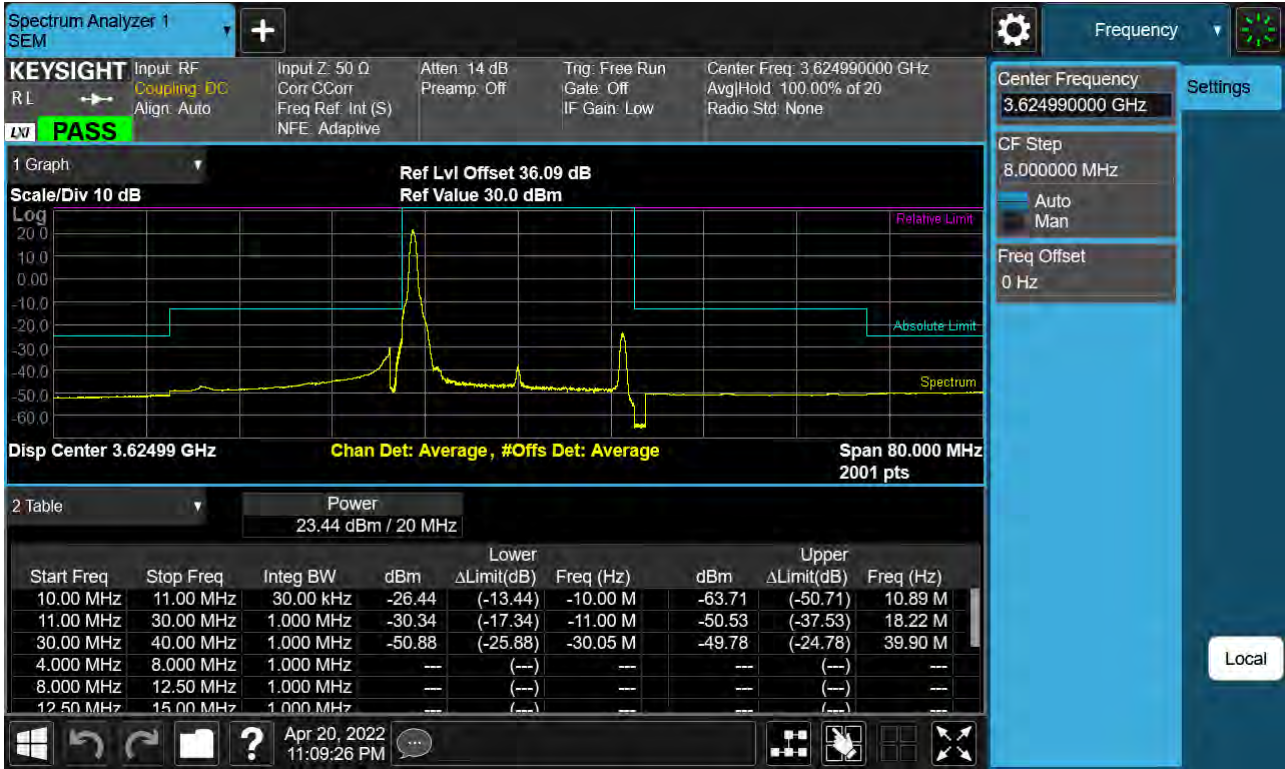 Spectrum Analyzer 1
SEM
+
Frequency
KEYSIGHT
R L
LXI
PASS
Input: RF
Coupling: DC
Align: Auto
Input Z: 50 Ω
Corr CCorr
Freq Ref: Int (S)
NFE: Adaptive
Atten: 14 dB
Preamp: Off
Trig: Free Run
Gate: Off
IF Gain: Low
Center Freq: 3.624990000 GHz
Avg|Hold: 100.00% of 20
Radio Std: None
Center Frequency
3.624990000 GHz
Settings
CF Step
8.000000 MHz
Auto
Man
Freq Offset
0 Hz
Local
1 Graph
Scale/Div 10 dB
Ref Lvl Offset 36.09 dB
Ref Value 30.0 dBm
Log
20.0
10.0
0.00
-10.0
-20.0
-30.0
-40.0
-50.0
-60.0
Relative Limit
Absolute Limit
Spectrum
Disp Center 3.62499 GHz Chan Det: Average, #Offs Det: Average Span 80.000 MHz
2001 pts
2 Table
Power
23.44 dBm / 20 MHz
Lower Upper
Start Freq Stop Freq Integ BW dBm ΔLimit(dB) Freq (Hz) dBm ΔLimit(dB) Freq (Hz)
10.00 MHz 11.00 MHz 30.00 kHz -26.44 (-13.44) -10.00 M -63.71 (-50.71) 10.89 M
11.00 MHz 30.00 MHz 1.000 MHz -30.34 (-17.34) -11.00 M -50.53 (-37.53) 18.22 M
30.00 MHz 40.00 MHz 1.000 MHz -50.88 (-25.88) -30.05 M -49.78 (-24.78) 39.90 M
4.000 MHz 8.000 MHz 1.000 MHz --- (---) --- --- (---) ---
8.000 MHz 12.50 MHz 1.000 MHz --- (---) --- --- (---) ---
12.50 MHz 15.00 MHz 1.000 MHz --- (---) --- --- (---) ---
?
Apr 20, 2022
11:09:26 PM